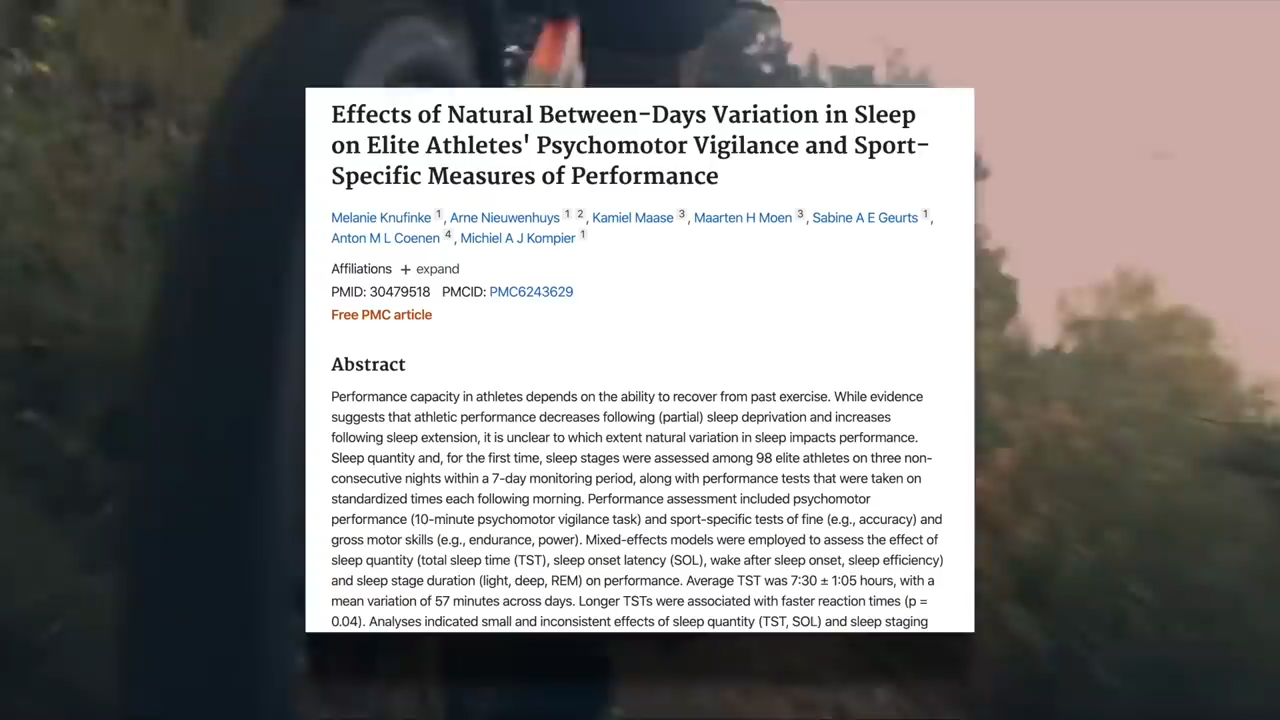 Effects of Natural Between-Days Variation in Sleep
on Elite Athletes' Psychomotor Vigilance and Sport-
Specific Measures of Performance
Melanie Knufinke 1, Arne Nieuwenhuys 1 2, Kamiel Maase 3, Maarten H Moen 3, Sabine A E Geurts 1,
Anton M L Coenen 4, Michiel A J Kompier 1
Affiliations + expand
PMID: 30479518 PMCID: PMC6243629
Free PMC article
Abstract
Performance capacity in athletes depends on the ability to recover from past exercise. While evidence
suggests that athletic performance decreases following (partial) sleep deprivation and increases
following sleep extension, it is unclear to which extent natural variation in sleep impacts performance.
Sleep quantity and, for the first time, sleep stages were assessed among 98 elite athletes on three non-
consecutive nights within a 7-day monitoring period, along with performance tests that were taken on
standardized times each following morning. Performance assessment included psychomotor
performance (10-minute psychomotor vigilance task) and sport-specific tests of fine (e.g., accuracy) and
gross motor skills (e.g., endurance, power). Mixed-effects models were employed to assess the effect of
sleep quantity (total sleep time (TST), sleep onset latency (SOL), wake after sleep onset, sleep efficiency)
and sleep stage duration (light, deep, REM) on performance. Average TST was 7:30 ± 1:05 hours, with a
mean variation of 57 minutes across days. Longer TSTs were associated with faster reaction times (p =
0.04). Analyses indicated small and inconsistent effects of sleep quantity (TST, SOL) and sleep staging